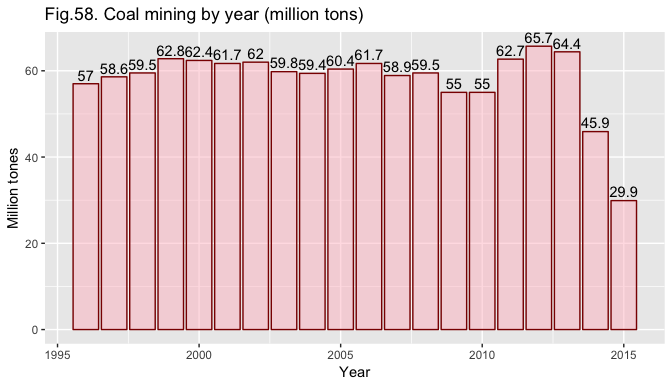 Fig.58. Coal mining by year (million tons)
57 58.6 59.5 62.8 62.4 61.7 62 59.8 59.4 60.4 61.7 58.9 59.5 55 55 62.7 65.7 64.4 45.9 29.9
60
40
20
0
Million tones
1995 2000 2005 2010 2015
Year